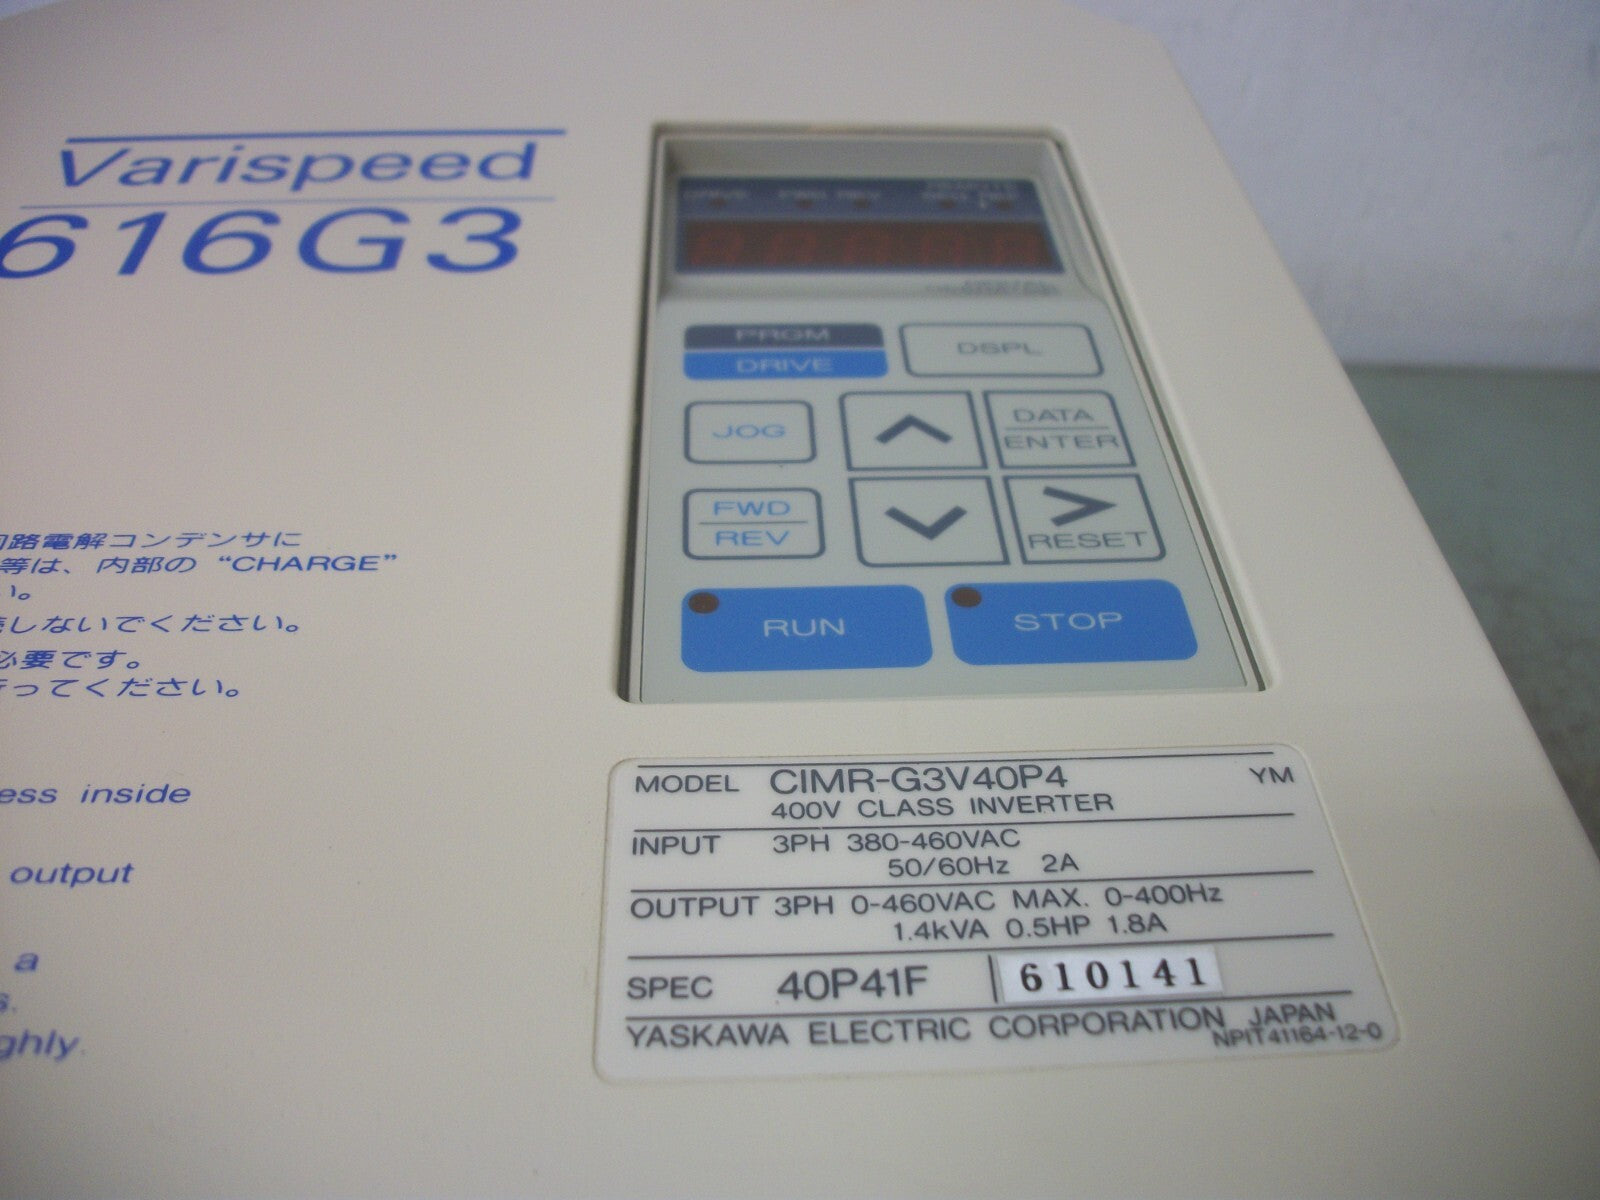 Varispeed
616G3
PRGM
DRIVE
DSPL
JOG
DATA
ENTER
FWD
REV
RESET
RUN
STOP
路電解コンデンサに
等は、内部の “CHARGE”
い。
しないでください。
必要です。
行ってください。
ess inside
output
a
s.
ghly.
MODEL CIMR-G3V40P4 YM
400V CLASS INVERTER
INPUT 3PH 380-460VAC
50/60Hz 2A
OUTPUT 3PH 0-460VAC MAX. 0-400Hz
1.4kVA 0.5HP 1.8A
SPEC 40P41F 610141
YASKAWA ELECTRIC CORPORATION JAPAN
NPIT41164-12-0